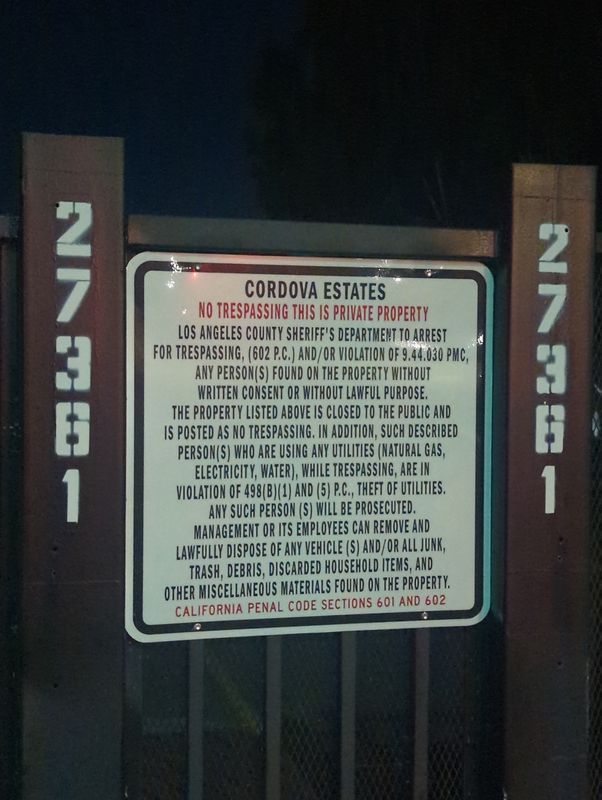 27361
CORDOVA ESTATES
NO TRESPASSING THIS IS PRIVATE PROPERTY
LOS ANGELES COUNTY SHERIFF'S DEPARTMENT TO ARREST
FOR TRESPASSING, (602 P.C.) AND/OR VIOLATION OF 9.44.030 PMC,
ANY PERSON(S) FOUND ON THE PROPERTY WITHOUT
WRITTEN CONSENT OR WITHOUT LAWFUL PURPOSE.
THE PROPERTY LISTED ABOVE IS CLOSED TO THE PUBLIC AND
IS POSTED AS NO TRESPASSING. IN ADDITION, SUCH DESCRIBED
PERSON(S) WHO ARE USING ANY UTILITIES (NATURAL GAS,
ELECTRICITY, WATER), WHILE TRESPASSING, ARE IN
VIOLATION OF 498(B)(1) AND (5) P.C., THEFT OF UTILITIES.
ANY SUCH PERSON (S) WILL BE PROSECUTED.
MANAGEMENT OR ITS EMPLOYEES CAN REMOVE AND
LAWFULLY DISPOSE OF ANY VEHICLE (S) AND/OR ALL JUNK,
TRASH, DEBRIS, DISCARDED HOUSEHOLD ITEMS, AND
OTHER MISCELLANEOUS MATERIALS FOUND ON THE PROPERTY.
CALIFORNIA PENAL CODE SECTIONS 601 AND 602
27361